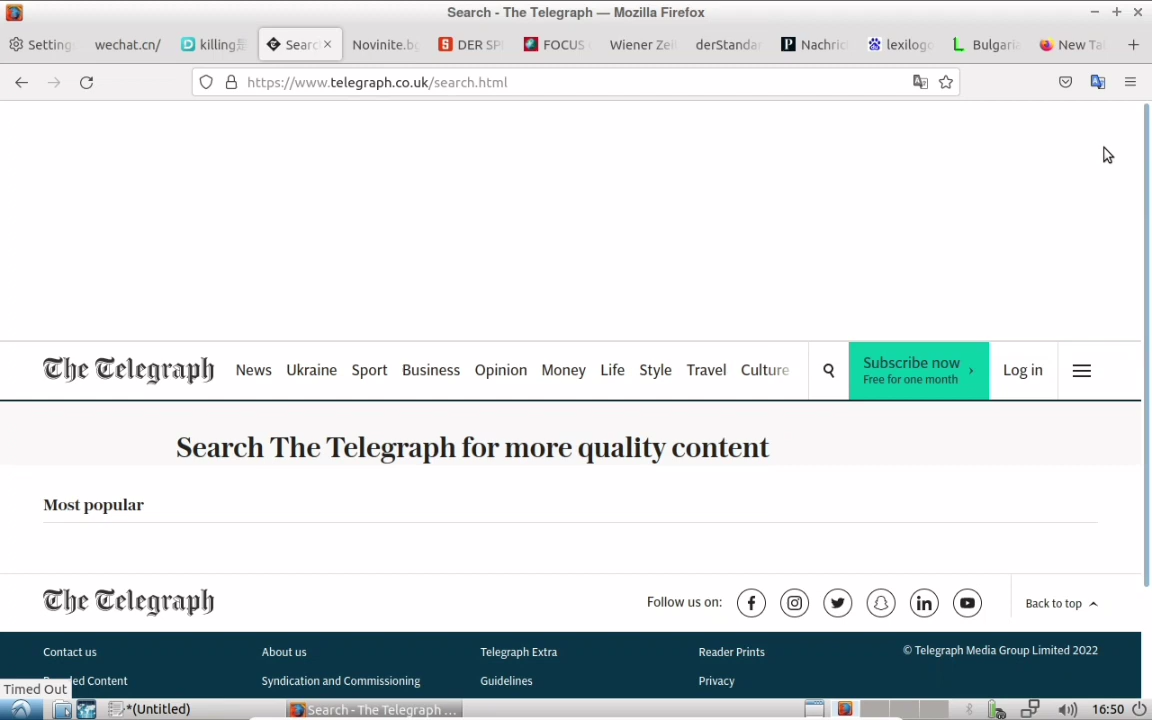 Search - The Telegraph — Mozilla Firefox
Setting wechat.cn/ killing Searc Novinite.bg DER SP FOCUS Wiener Zei derStandar Nachric lexilogo Bulgaria New Ta
https://www.telegraph.co.uk/search.html
The Telegraph News Ukraine Sport Business Opinion Money Life Style Travel Culture Subscribe now Free for one month Log in
Search The Telegraph for more quality content
Most popular
The Telegraph Follow us on: Back to top
Contact us About us Telegraph Extra Reader Prints © Telegraph Media Group Limited 2022
ded Content Syndication and Commissioning Guidelines Privacy
Timed Out
*(Untitled) Search - The Telegraph ... 16:50